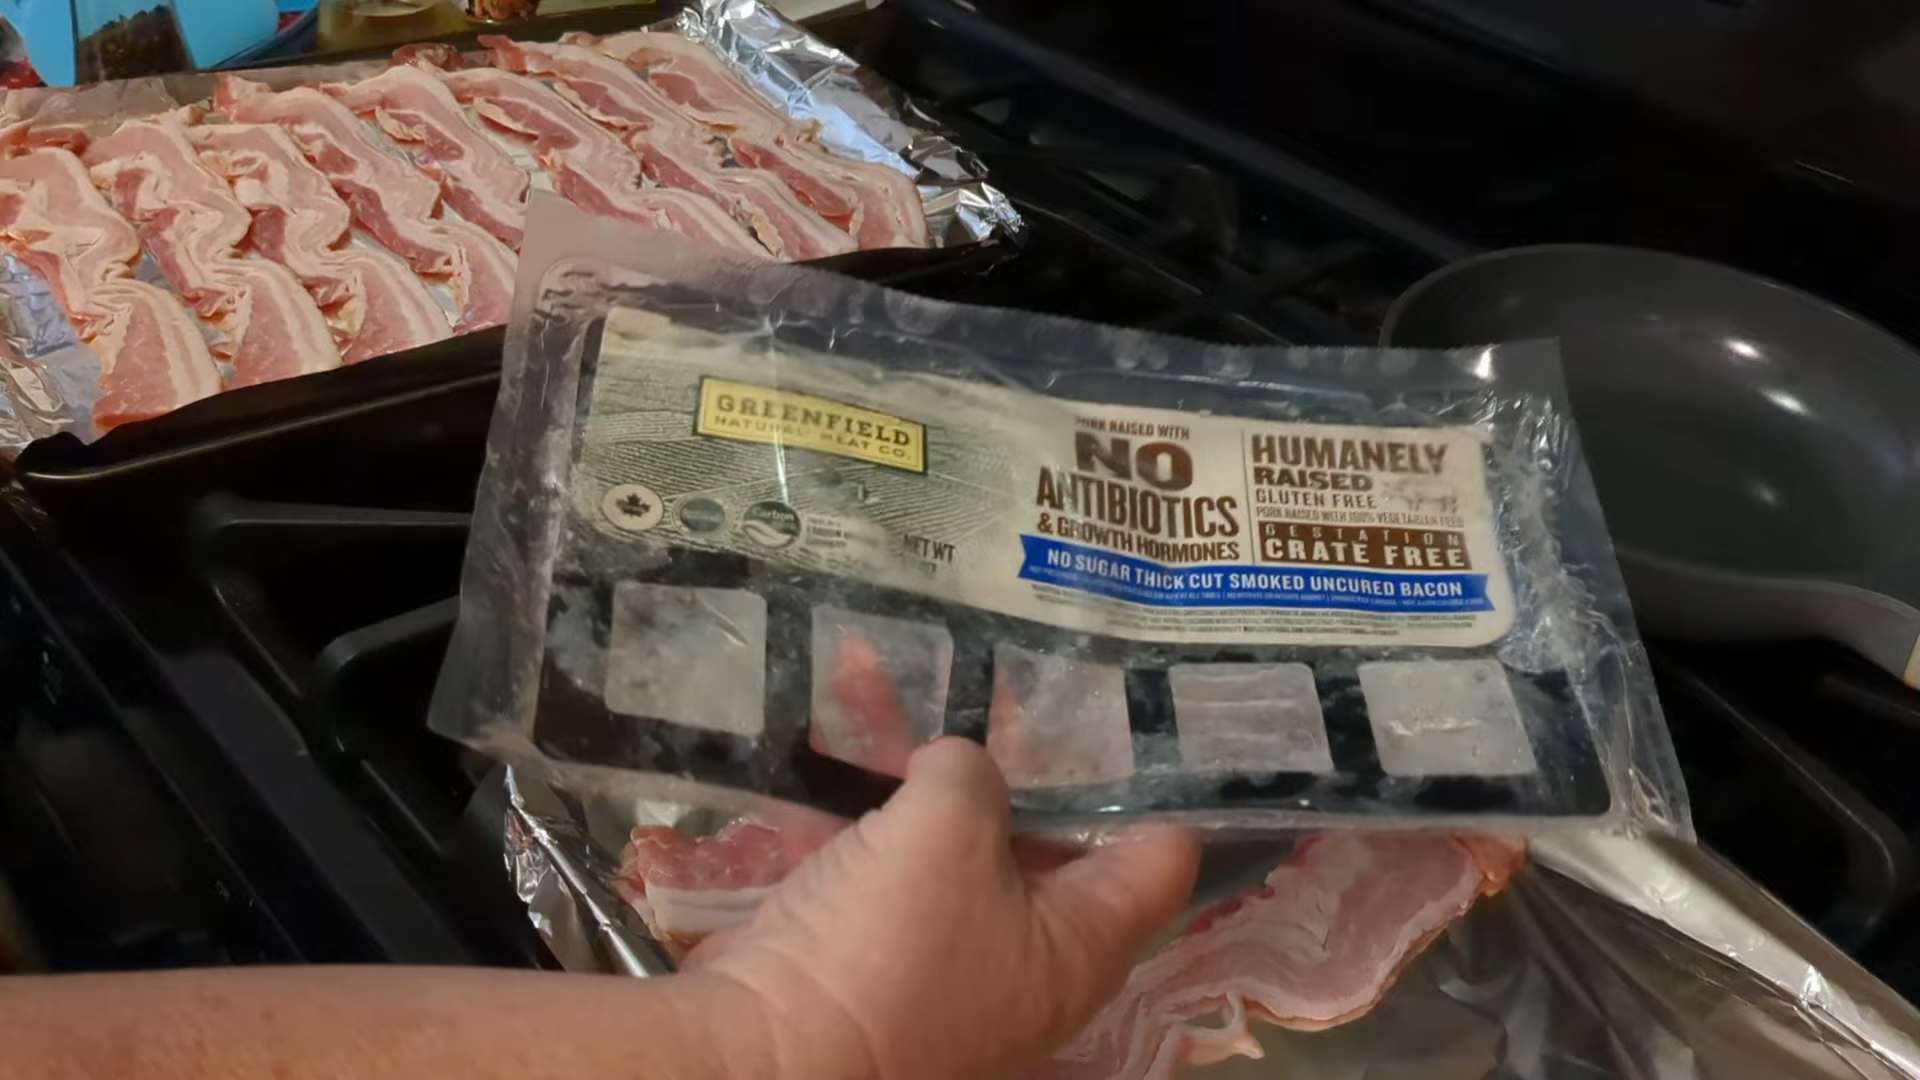 GREENFIELD
NATURAL MEAT CO.
Carbon
NET WT
PORK RAISED WITH
NO
ANTIBIOTICS
& GROWTH HORMONES
HUMANELY
RAISED
GLUTEN FREE
PORK RAISED WITH 100% VEGETARIAN FEED
GESTATION
CRATE FREE
NO SUGAR THICK CUT SMOKED UNCURED BACON